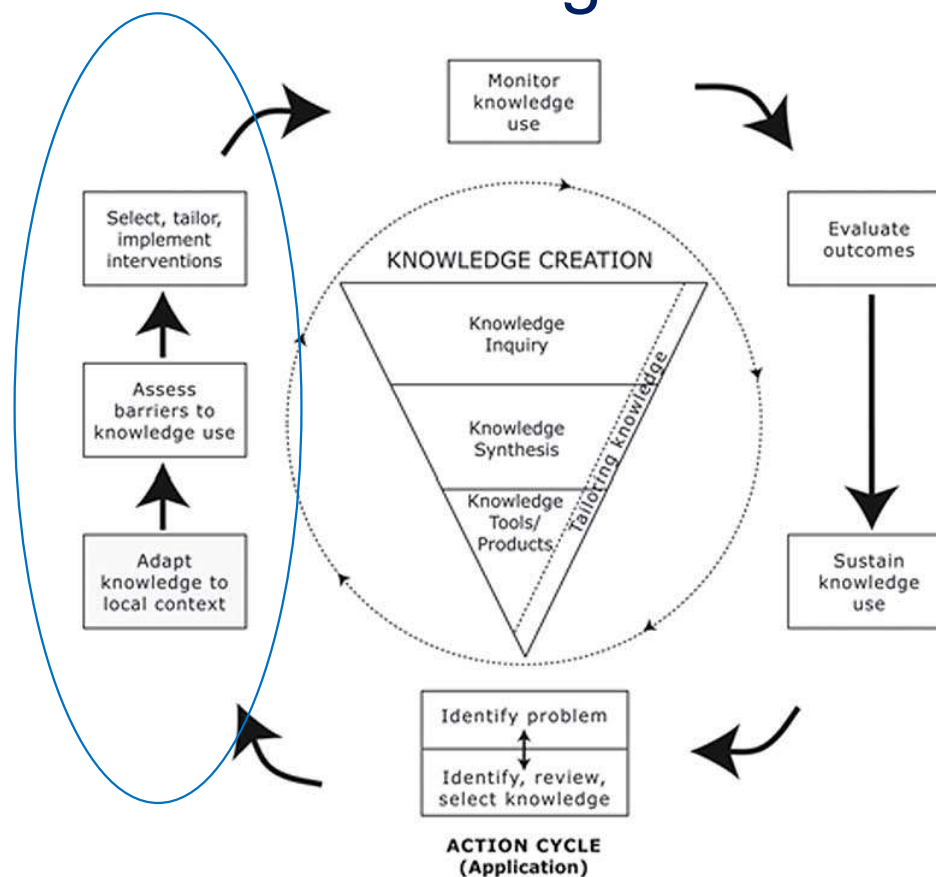 Monitor
knowledge
use
Select, tailor,
implement
interventions
Evaluate
outcomes
KNOWLEDGE CREATION
Knowledge
Inquiry
Tailoring knowledge
Assess
barriers to
knowledge use
Knowledge
Synthesis
Knowledge
Tools/
Products
Adapt
knowledge to
local context
Sustain
knowledge
use
Identify problem
Identify, review,
select knowledge
ACTION CYCLE
(Application)